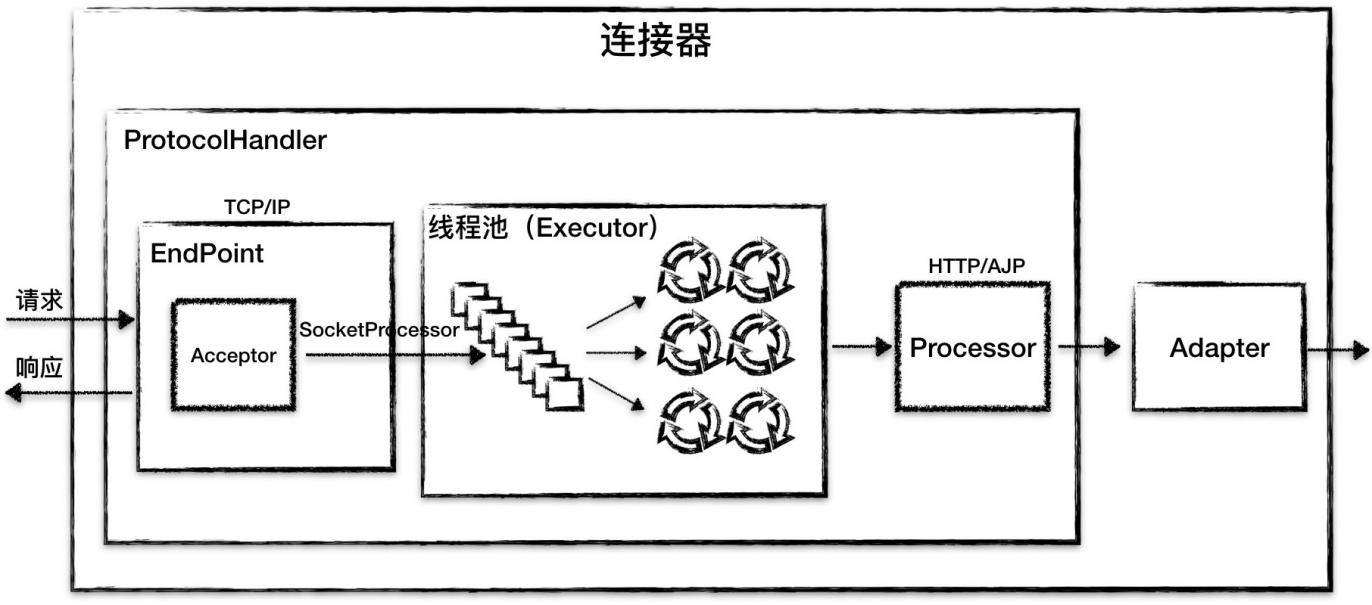 连接器
ProtocolHandler
TCP/IP
EndPoint
线程池（Executor）
HTTP/AJP
请求
SocketProcessor
Acceptor
Processor
Adapter
响应